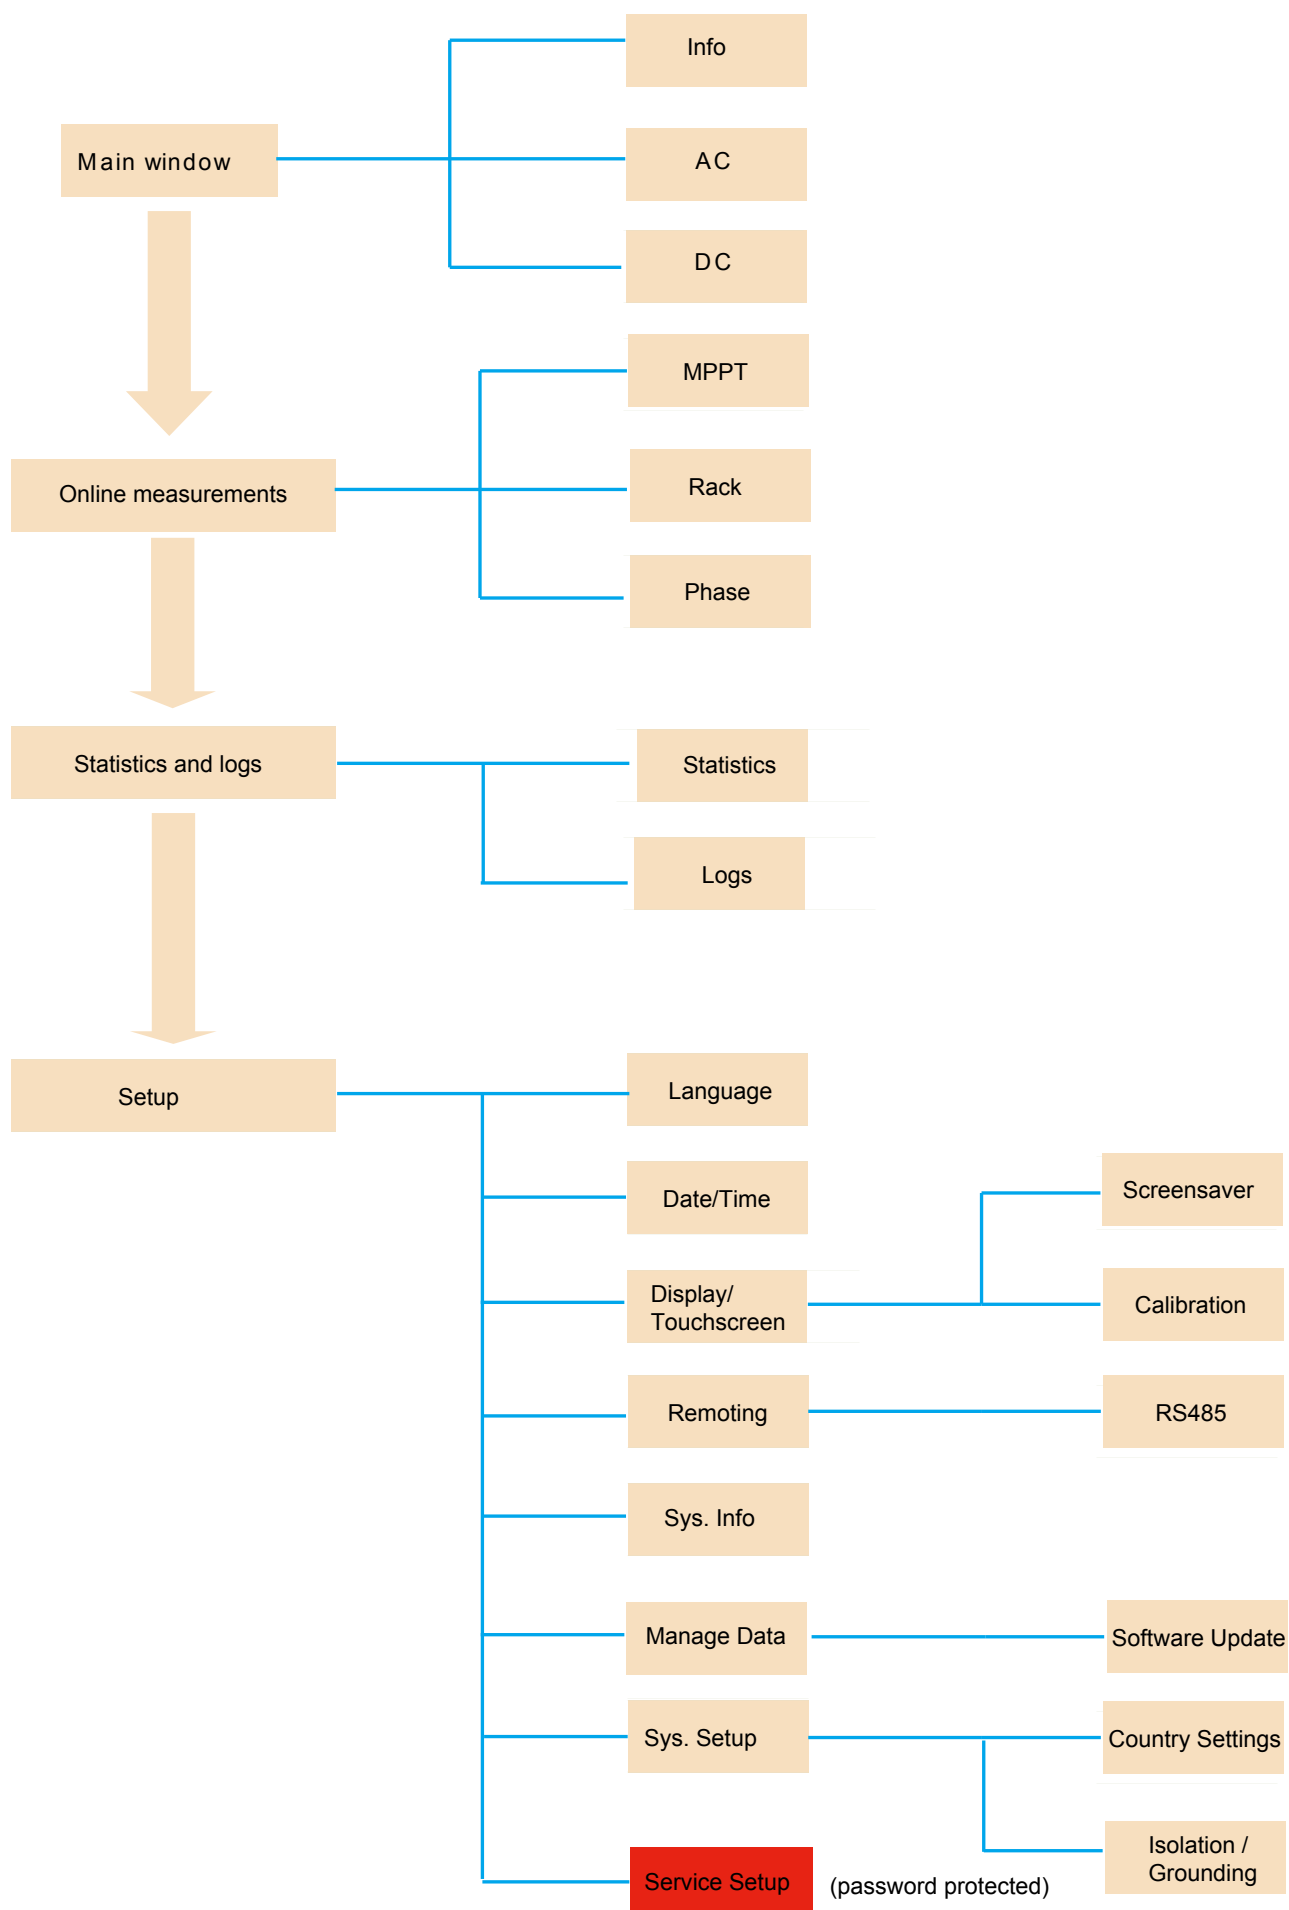 Info
Main window
AC
DC
MPPT
Online measurements
Rack
Phase
Statistics and logs
Statistics
Logs
Setup
Language
Date/Time
Screensaver
Display/
Touchscreen
Calibration
Remoting
RS485
Sys. Info
Manage Data
Software Update
Sys. Setup
Country Settings
Isolation /
Grounding
Service Setup
(password protected)